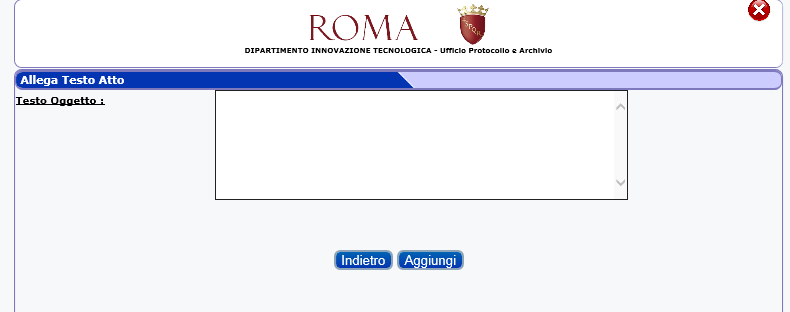 ROMA
DIPARTIMENTO INNOVAZIONE TECNOLOGICA - Ufficio Protocollo e Archivio
Allega Testo Atto
Testo Oggetto :
Indietro Aggiungi